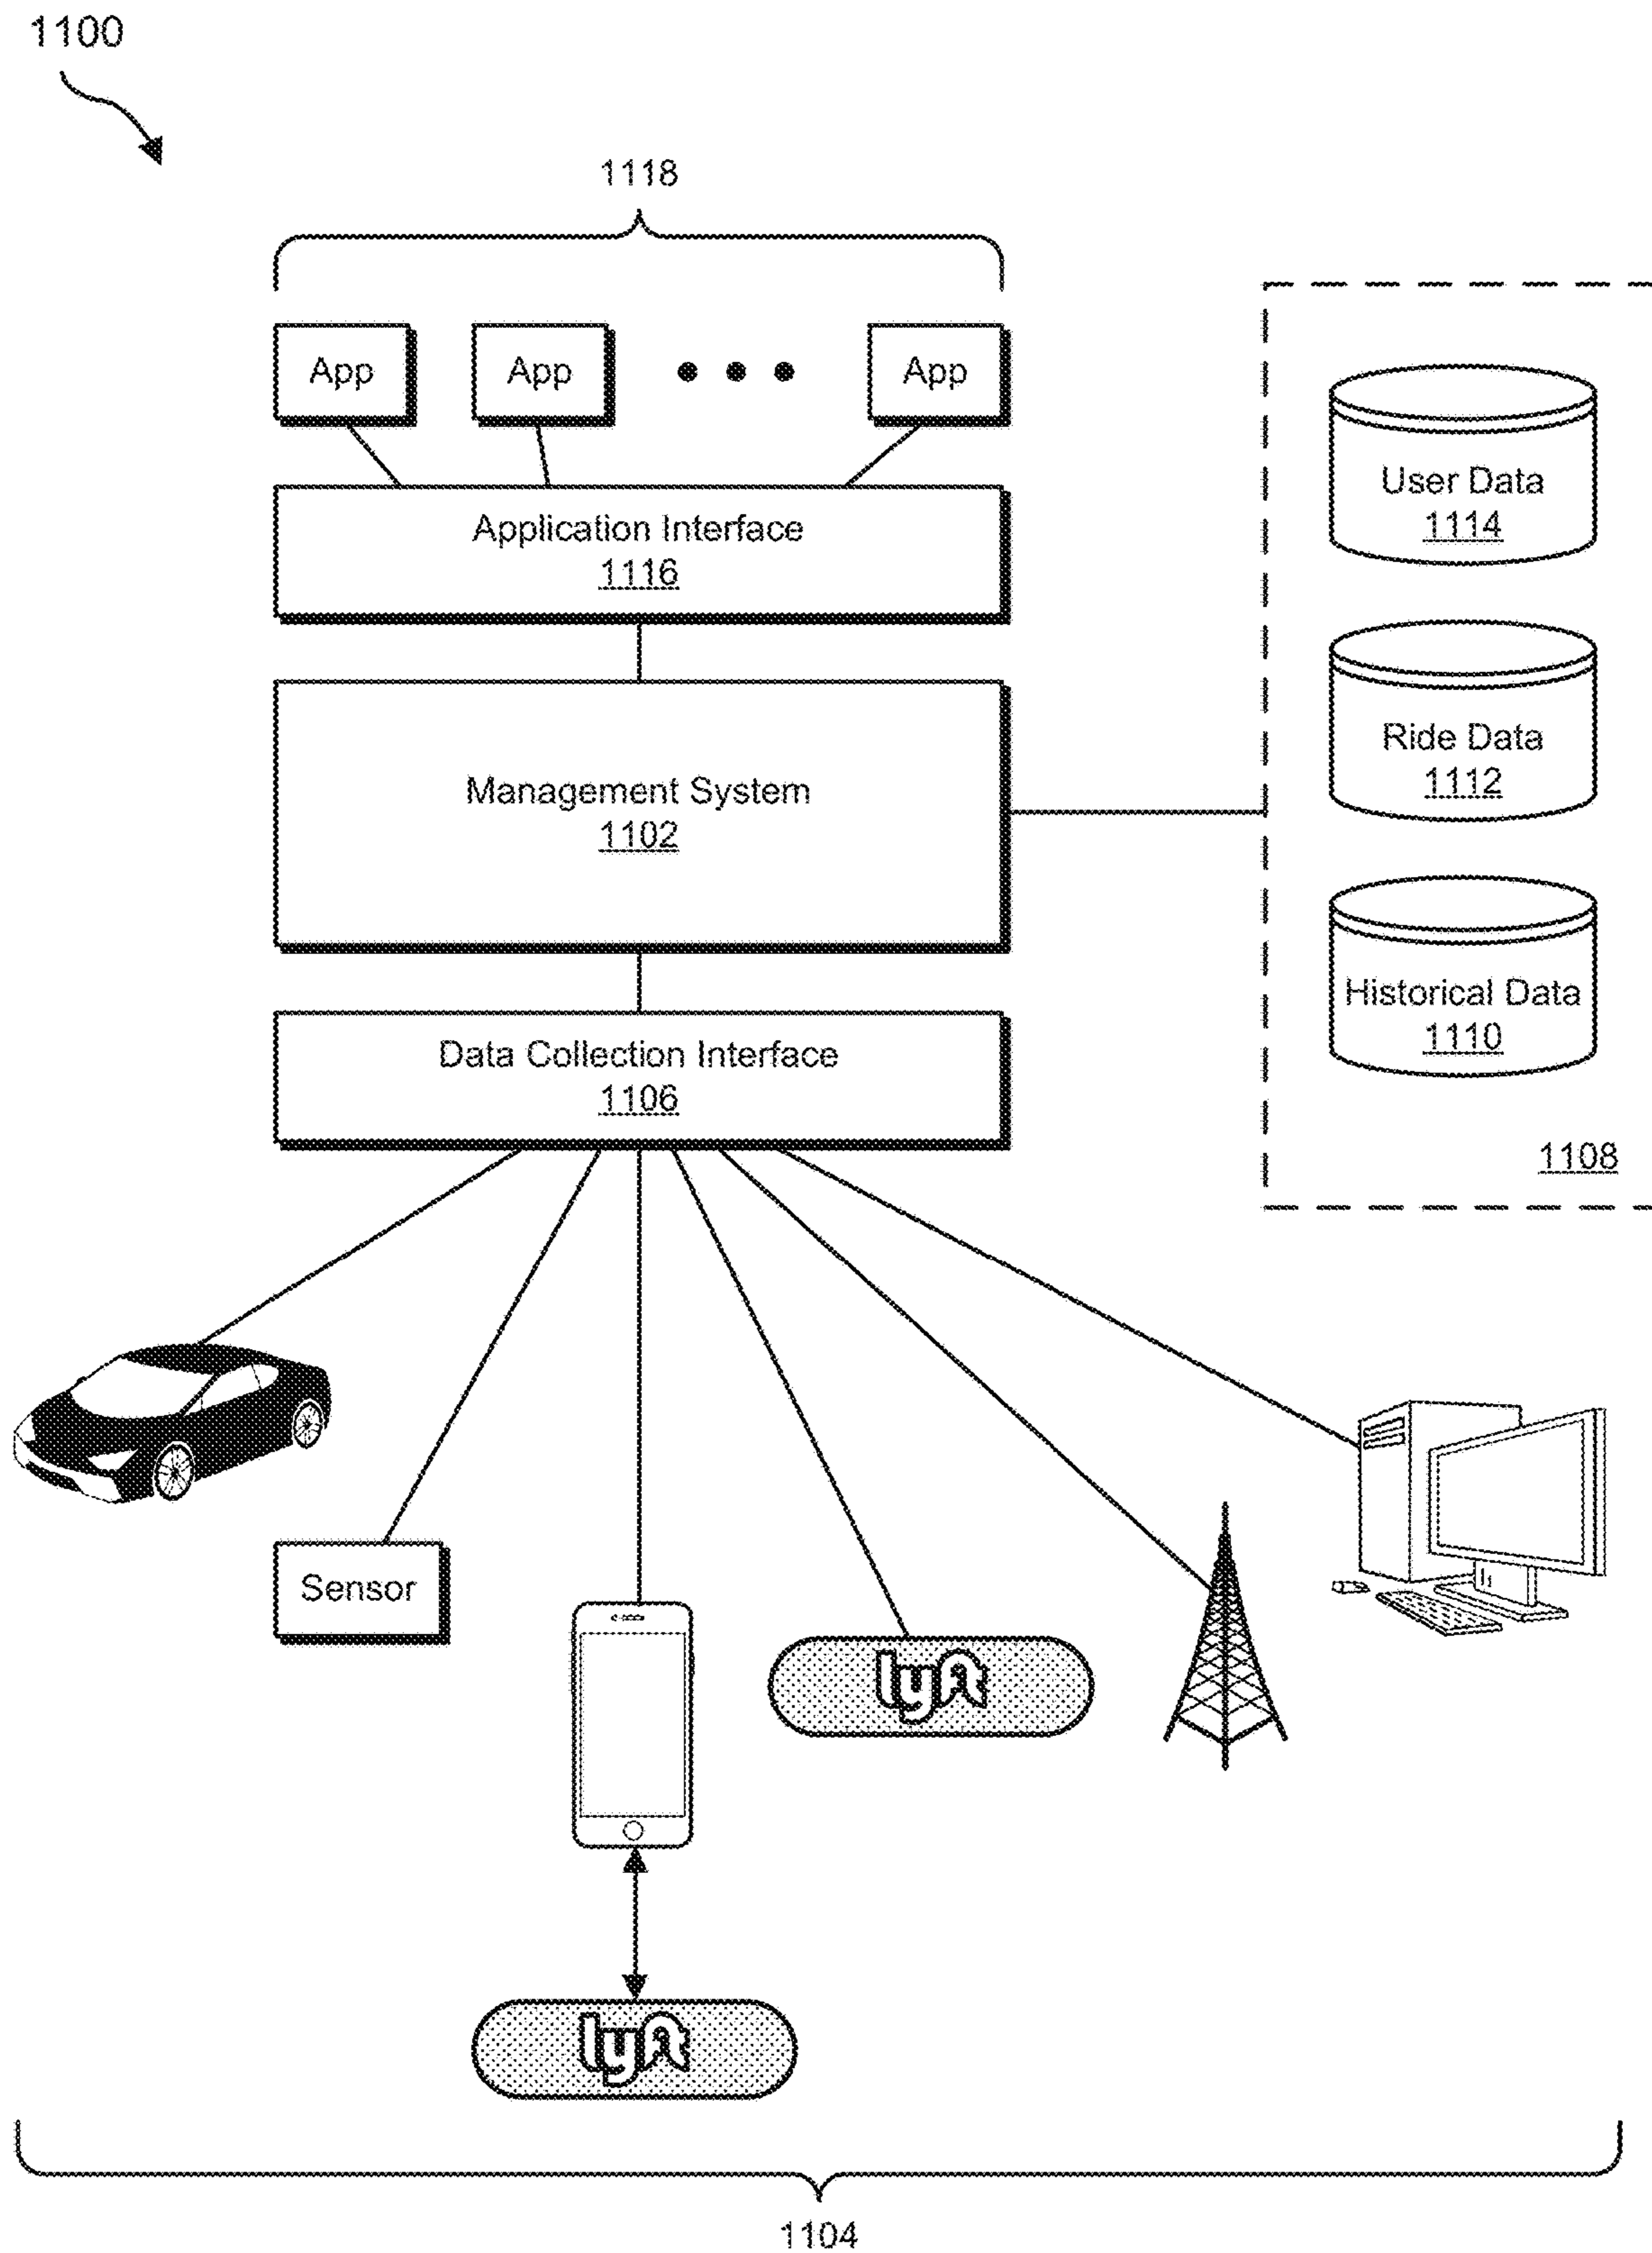 1100
1118
App App App
Application Interface
1116
Management System
1102
Data Collection Interface
1106
User Data
1114
Ride Data
1112
Historical Data
1110
1108
Sensor
lyft
lyft
1104